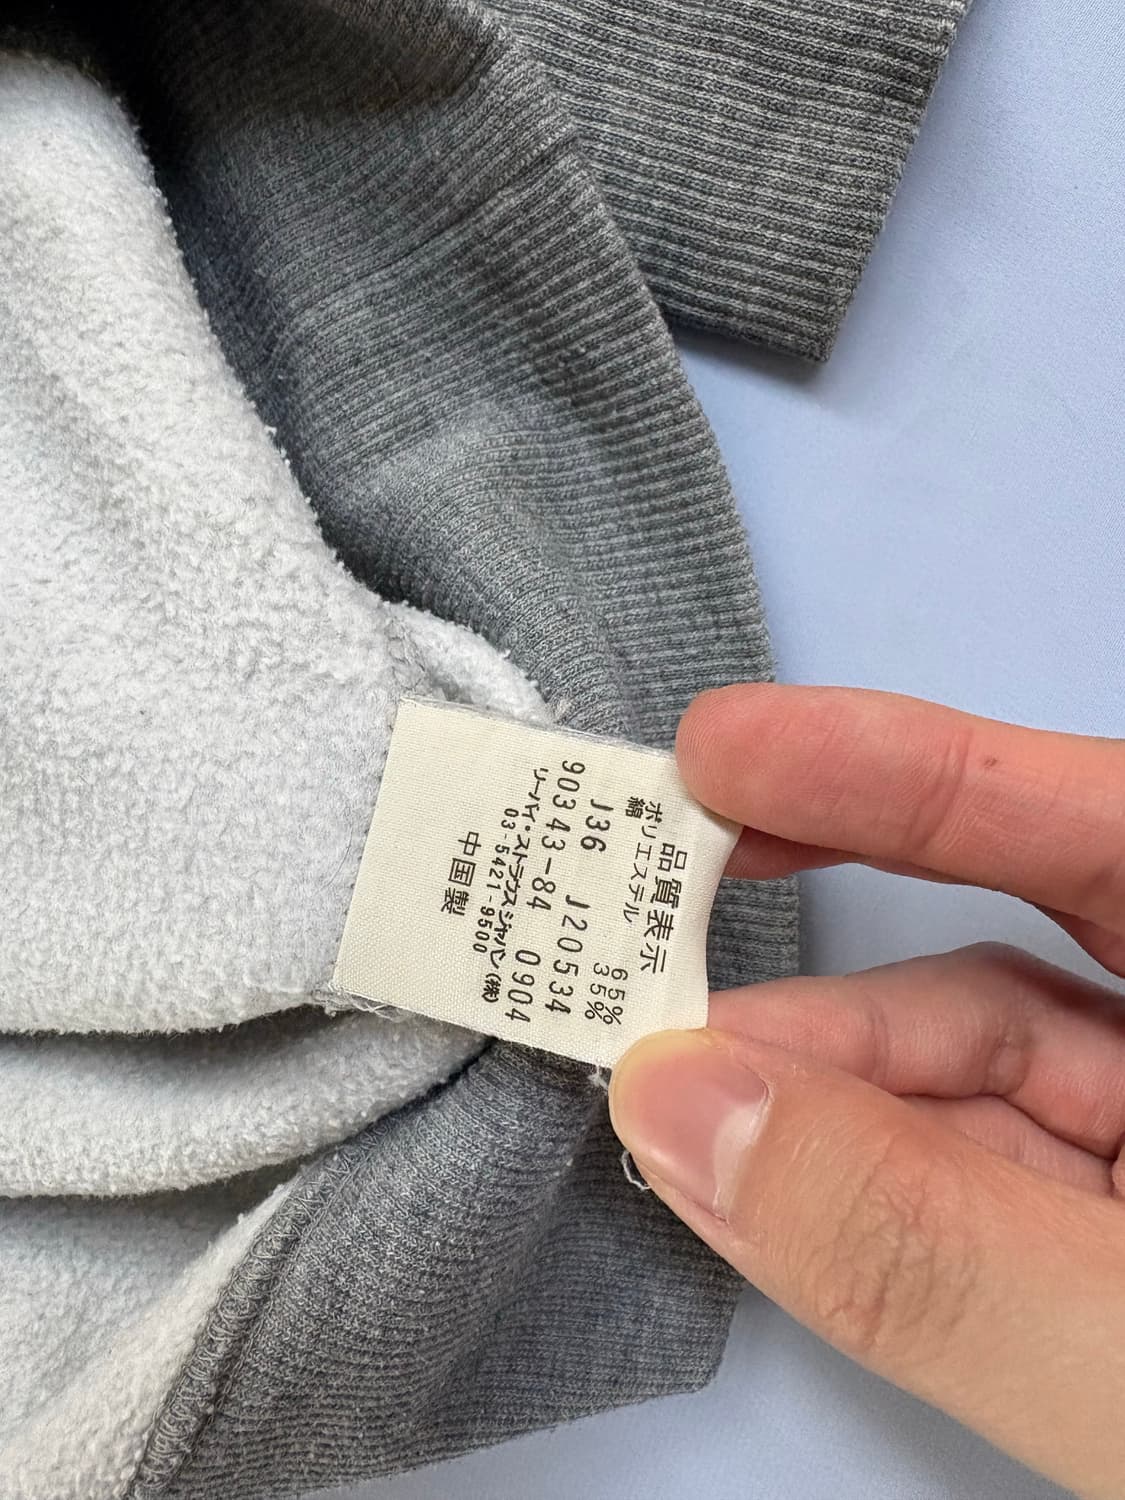 品質表示
ポリエステル 65%
綿 35%
J36 J20534
90343-84 0904
リーバイ・ストラウスジャパン(株)
03-5421-9500
中国製